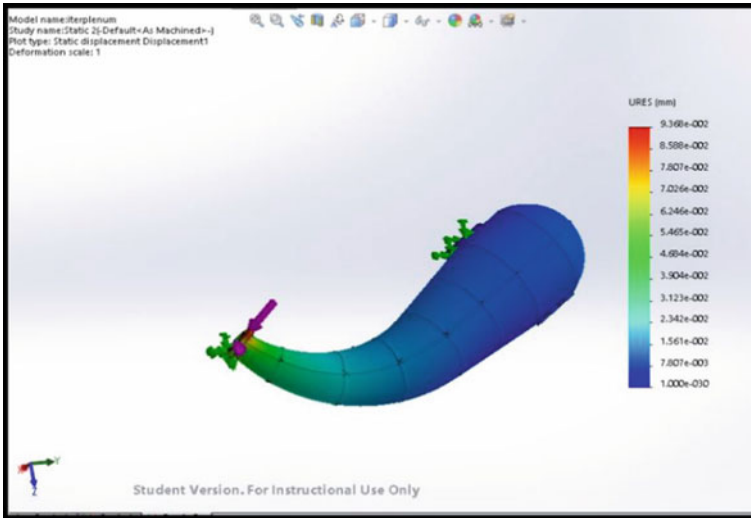 Model name:iterplenum
Study name:Static 2(-Default<As Machined>-)
Plot type: Static displacement Displacement1
Deformation scale: 1
URES (mm)
9.368e-002
8.588e-002
7.807e-002
7.026e-002
6.246e-002
5.465e-002
4.684e-002
3.904e-002
3.123e-002
2.342e-002
1.561e-002
7.807e-003
1.000e-030
Y
Z
Student Version. For Instructional Use Only